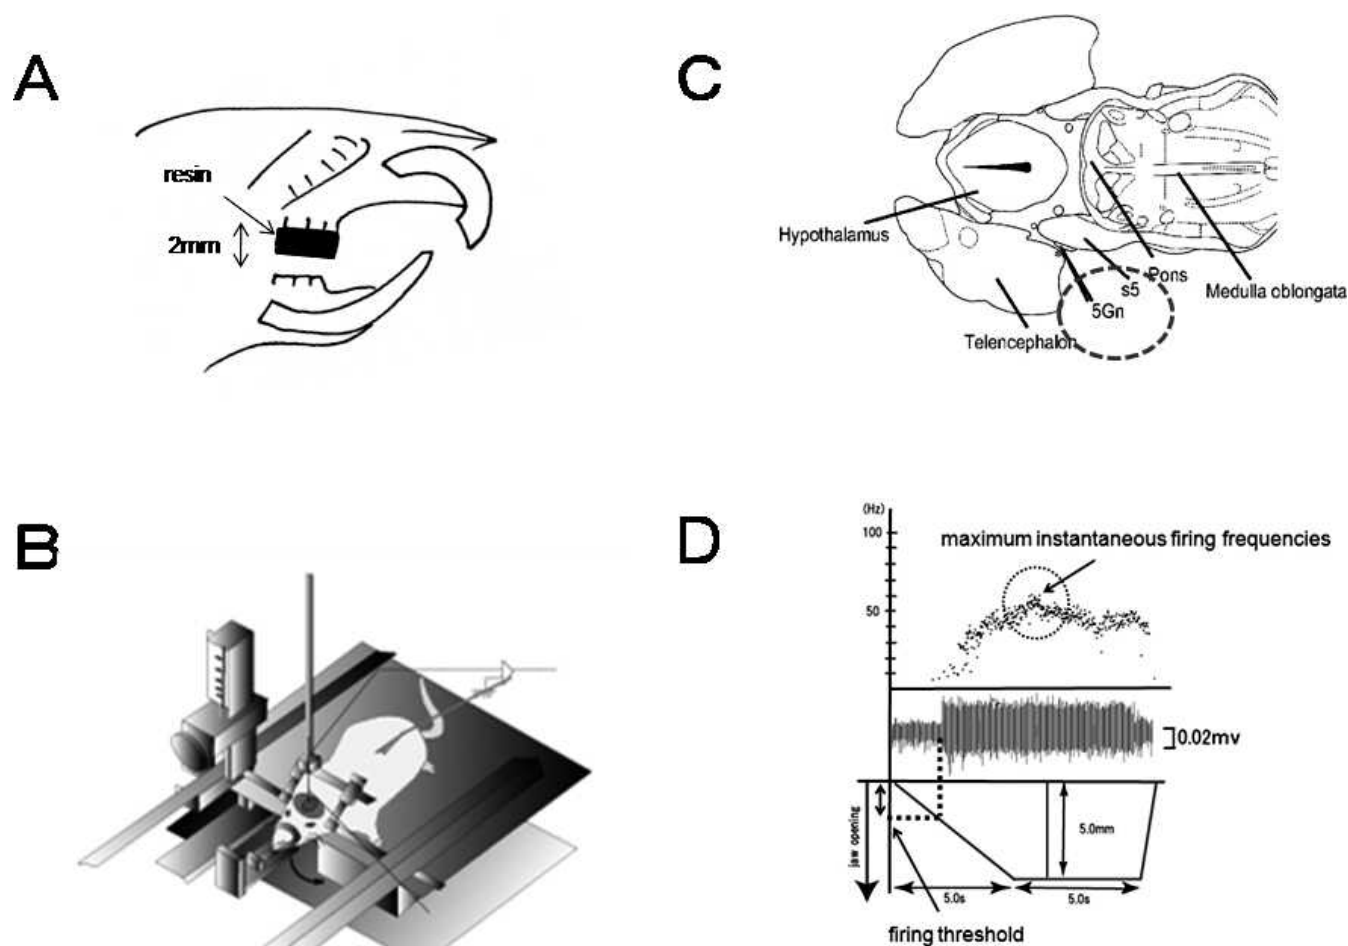 A
resin
2mm
C
Hypothalamus
Telencephalon
5Gn
s5
Pons
Medulla oblongata
B
D
(Hz)
100
50
maximum instantaneous firing frequencies
0.02mv
jaw opening
5.0mm
5.0s
5.0s
firing threshold